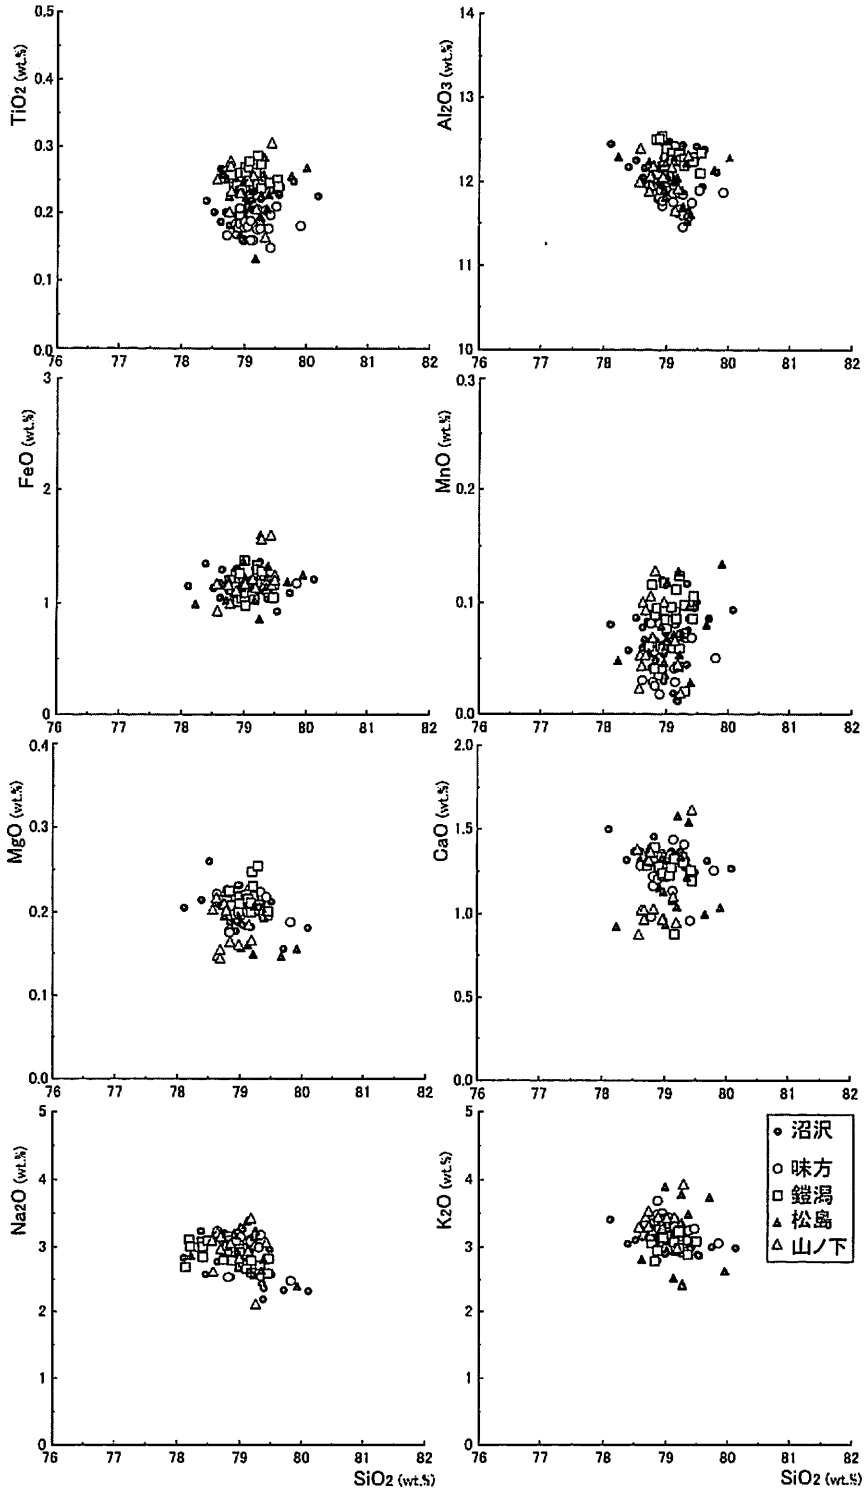 TiO2 (wt.%)
0.5
0.4
0.3
0.2
0.1
0.0
76 77 78 79 80 81 82
Al2O3 (wt.%)
14
13
12
11
10
76 77 78 79 80 81 82
FeO (wt.%)
3
2
1
0
76 77 78 79 80 81 82
MnO (wt.%)
0.3
0.2
0.1
0.0
76 77 78 79 80 81 82
MgO (wt.%)
0.4
0.3
0.2
0.1
0.0
76 77 78 79 80 81 82
CaO (wt.%)
2.0
1.5
1.0
0.5
0.0
76 77 78 79 80 81 82
Na2O (wt.%)
5
4
3
2
1
0
76 77 78 79 80 81 82
SiO2 (wt.%)
K2O (wt.%)
5
4
3
2
1
0
76 77 78 79 80 81 82
SiO2 (wt.%)
沼沢
味方
鎧潟
松島
山ノ下